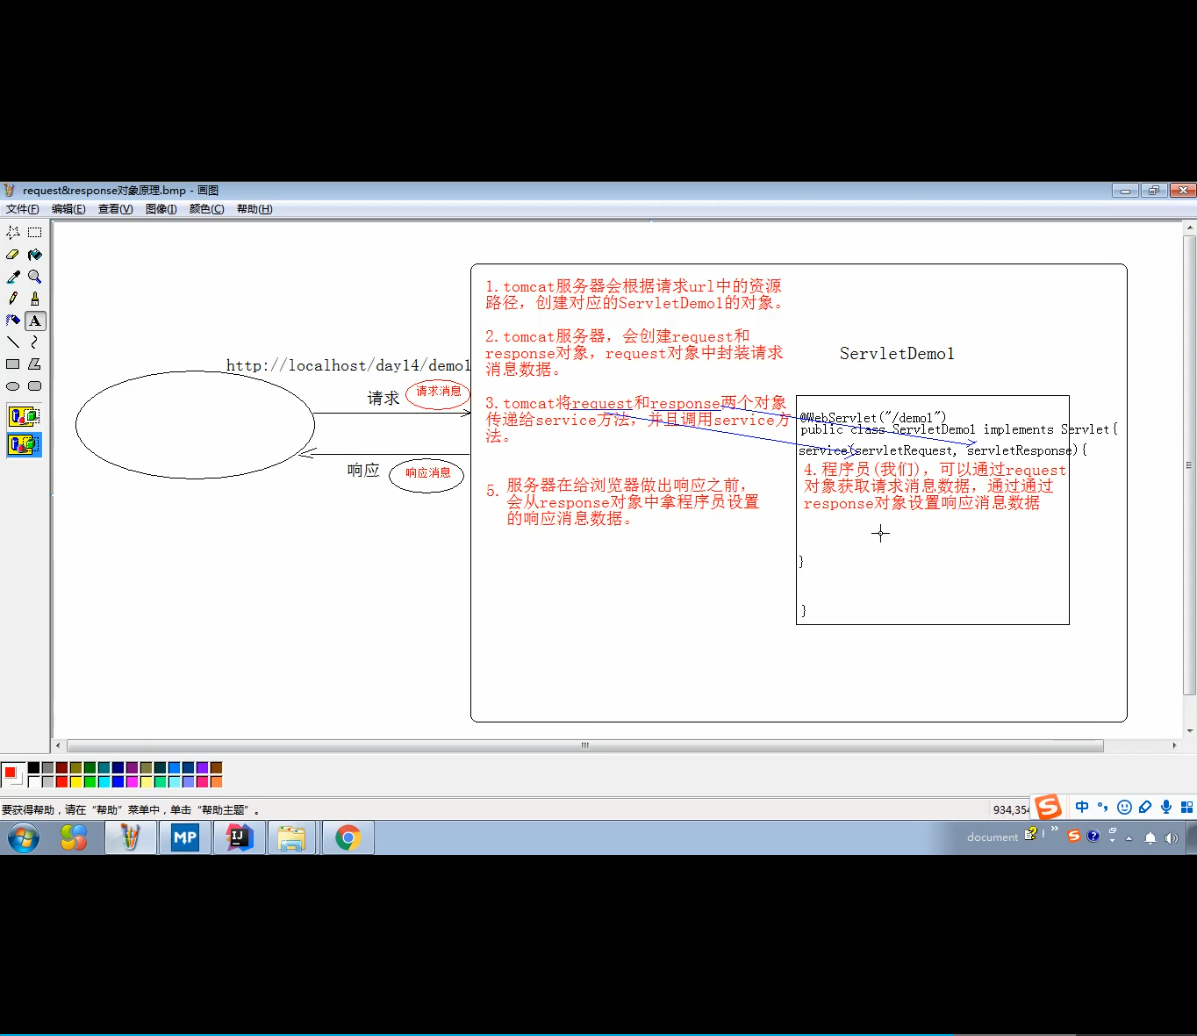 request&response对象原理.bmp - 画图
文件(F) 编辑(E) 查看(V) 图像(I) 颜色(C) 帮助(H)
http://localhost/day14/demo1
请求
请求消息
响应
响应消息
1.tomcat服务器会根据请求url中的资源
路径，创建对应的ServletDemo1的对象。
2.tomcat服务器，会创建request和
response对象，request对象中封装请求
消息数据。
3.tomcat将request和response两个对象
传递给service方法，并且调用service方
法。
5. 服务器在给浏览器做出响应之前，
会从response对象中拿程序员设置
的响应消息数据。
ServletDemo1
@WebServlet("/demo1")
public class ServletDemo1 implements Servlet{
service(servletRequest, servletResponse){
4.程序员(我们)，可以通过request
对象获取请求消息数据，通过通过
response对象设置响应消息数据
}
}
要获得帮助，请在“帮助”菜单中，单击“帮助主题”。
934,354
中
MP
IJ
document